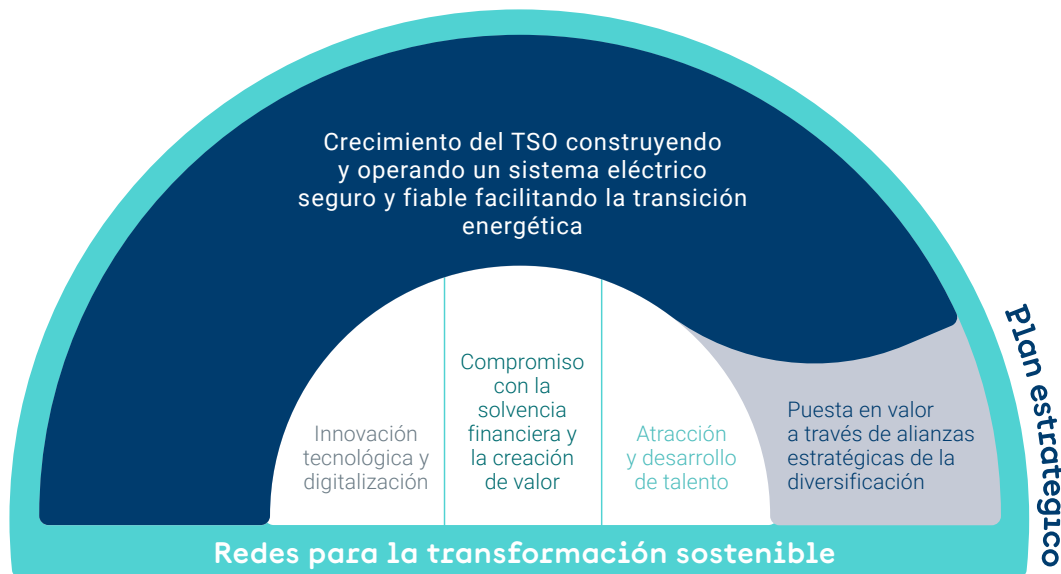 Crecimiento del TSO construyendo
y operando un sistema eléctrico
seguro y fiable facilitando la transición
energética
Innovación
tecnológica y
digitalización
Compromiso
con la
solvencia
financiera y
la creación
de valor
Atracción
y desarrollo
de talento
Puesta en valor
a través de alianzas
estratégicas de la
diversificación
Plan estratégico
Redes para la transformación sostenible